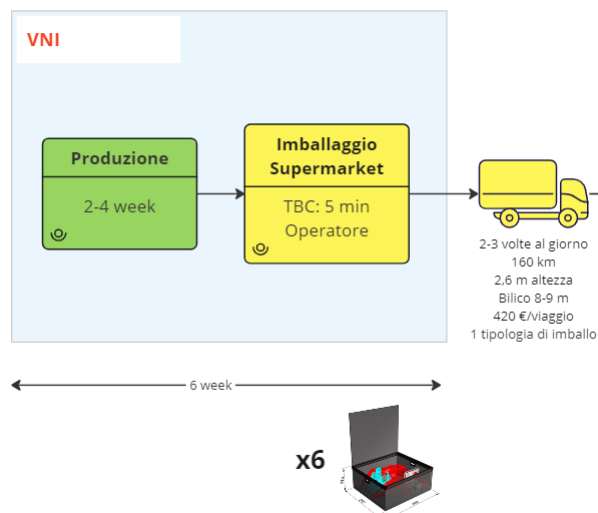 VNI
Produzione
2-4 week
Imballaggio
Supermarket
TBC: 5 min
Operatore
2-3 volte al giorno
160 km
2,6 m altezza
Bilico 8-9 m
420 €/viaggio
1 tipologia di imballo
6 week
x6